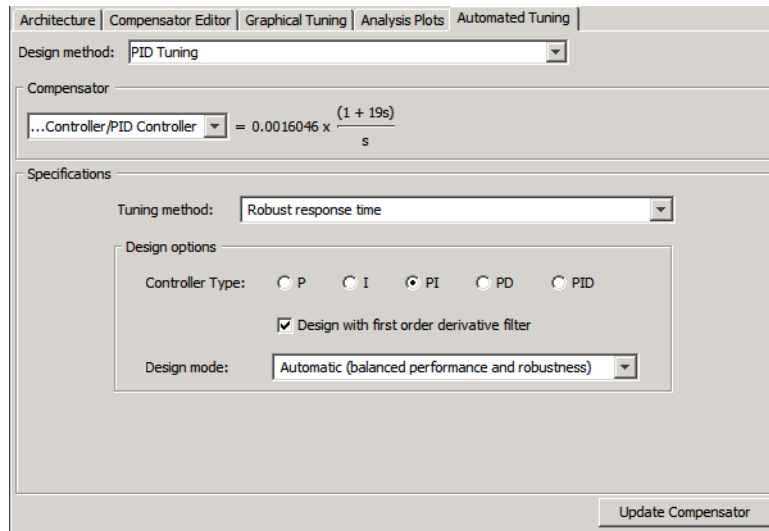 Architecture Compensator Editor Graphical Tuning Analysis Plots Automated Tuning
Design method: PID Tuning
Compensator
...Controller/PID Controller = 0.0016046 x (1 + 19s)
s
Specifications
Tuning method: Robust response time
Design options
Controller Type: P I PI PD PID
Design with first order derivative filter
Design mode: Automatic (balanced performance and robustness)
Update Compensator